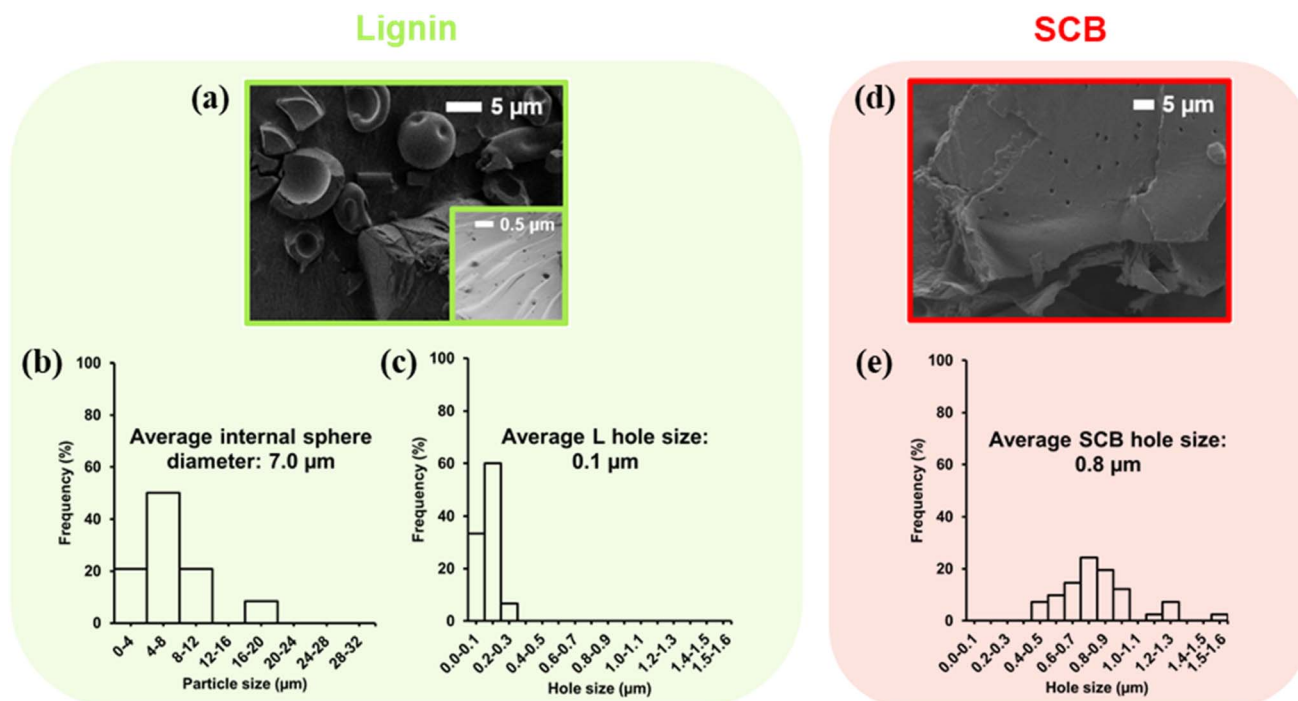 Lignin
SCB
(a)
5 µm
0.5 µm
(d)
5 µm
(b)
100
80
60
40
20
0
Frequency (%)
Average internal sphere
diameter: 7.0 µm
0-4
4-8
8-12
12-16
16-20
20-24
24-28
28-32
Particle size (µm)
(c)
100
80
60
40
20
0
Frequency (%)
Average L hole size:
0.1 µm
0.0-0.1
0.2-0.3
0.4-0.5
0.6-0.7
0.8-0.9
1.0-1.1
1.2-1.3
1.4-1.5
1.5-1.6
Hole size (µm)
(e)
100
80
60
40
20
0
Frequency (%)
Average SCB hole size:
0.8 µm
0.0-0.1
0.2-0.3
0.4-0.5
0.6-0.7
0.8-0.9
1.0-1.1
1.2-1.3
1.4-1.5
1.5-1.6
Hole size (µm)